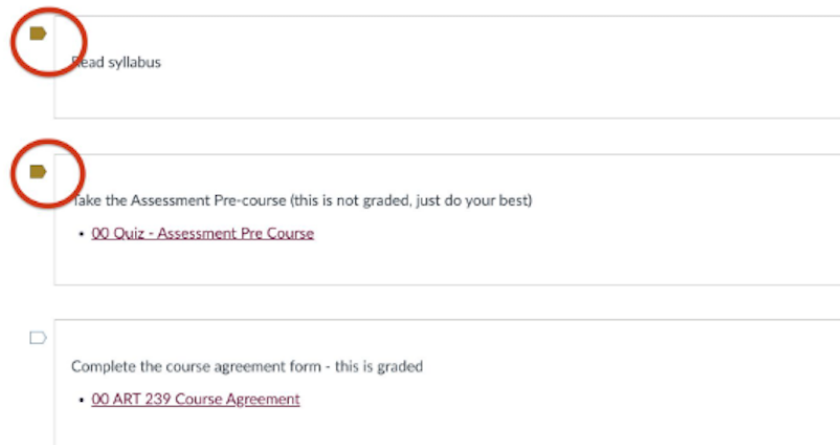 Read syllabus
Take the Assessment Pre-course (this is not graded, just do your best)
• 00 Quiz - Assessment Pre Course
Complete the course agreement form - this is graded
• 00 ART 239 Course Agreement